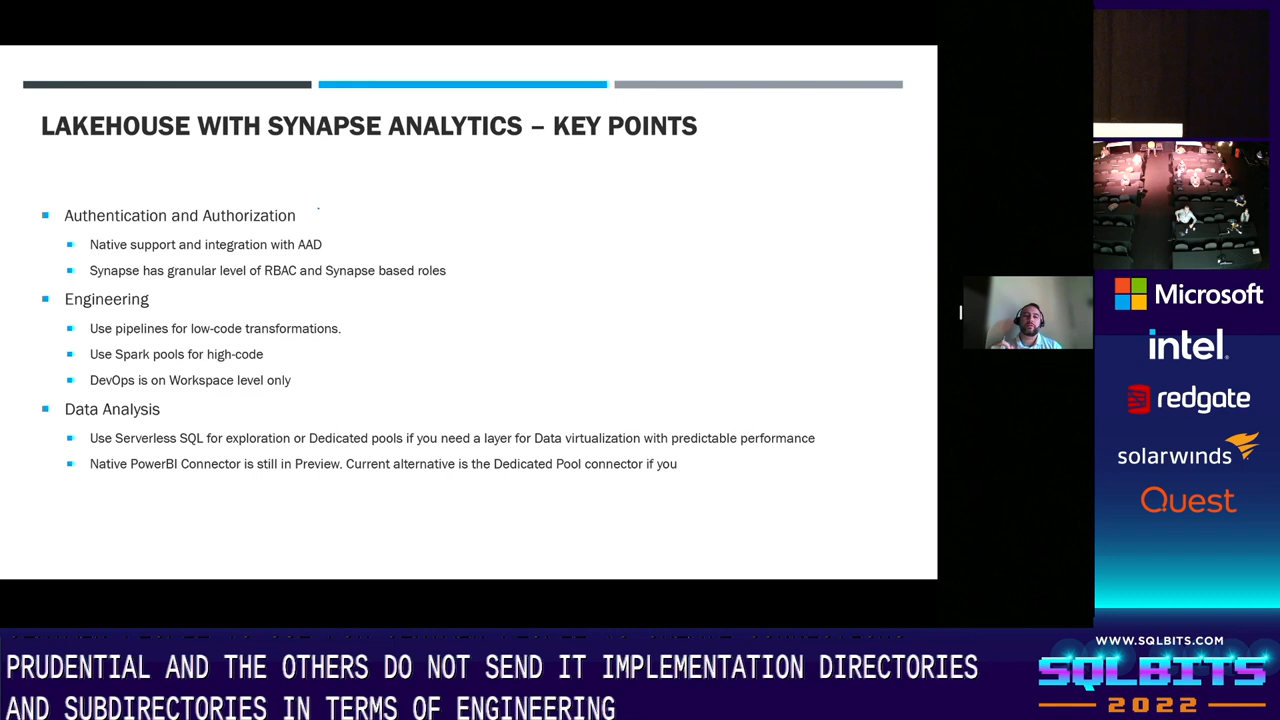 LAKEHOUSE WITH SYNAPSE ANALYTICS – KEY POINTS
Authentication and Authorization
Native support and integration with AAD
Synapse has granular level of RBAC and Synapse based roles
Engineering
Use pipelines for low-code transformations.
Use Spark pools for high-code
DevOps is on Workspace level only
Data Analysis
Use Serverless SQL for exploration or Dedicated pools if you need a layer for Data virtualization with predictable performance
Native PowerBI Connector is still in Preview. Current alternative is the Dedicated Pool connector if you
Microsoft
intel.
redgate
solarwinds
Quest
WWW.SQLBITS.COM
SQLBITS
2022
PRUDENTIAL AND THE OTHERS DO NOT SEND IT IMPLEMENTATION DIRECTORIES
AND SUBDIRECTORIES IN TERMS OF ENGINEERING